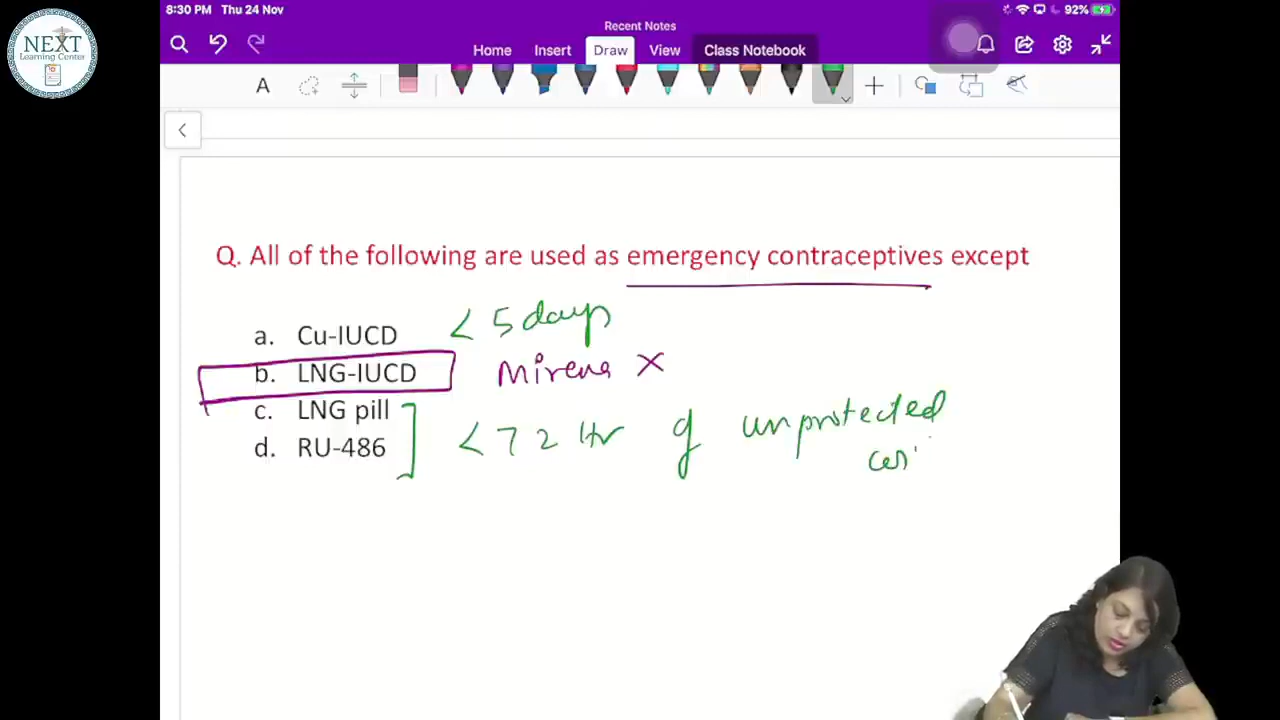 NEXT
Learning Center
8:30 PM Thu 24 Nov
92%
Recent Notes
Home Insert Draw View Class Notebook
A
Q. All of the following are used as emergency contraceptives except
a. Cu-IUCD < 5 days
b. LNG-IUCD Mirena X
c. LNG pill
d. RU-486 ] < 72 Hr of unprotected